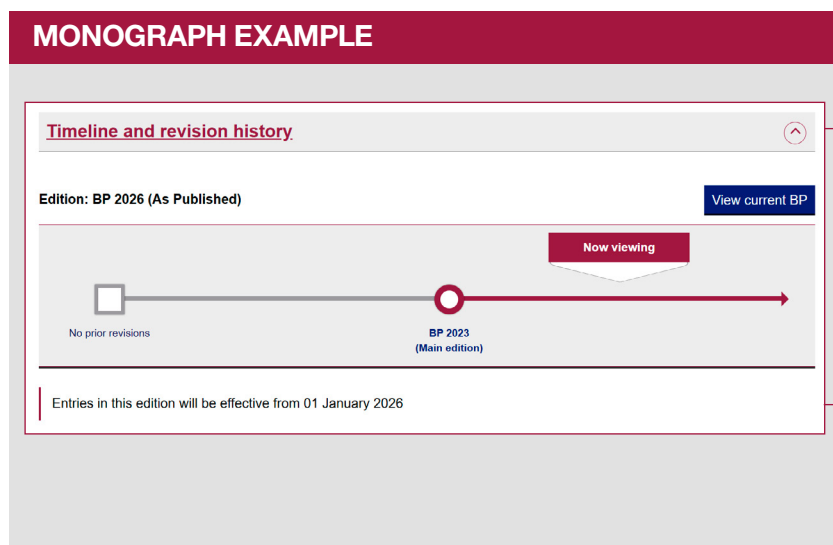 MONOGRAPH EXAMPLE
Timeline and revision history
Edition: BP 2026 (As Published)
View current BP
Now viewing
No prior revisions
BP 2023
(Main edition)
Entries in this edition will be effective from 01 January 2026